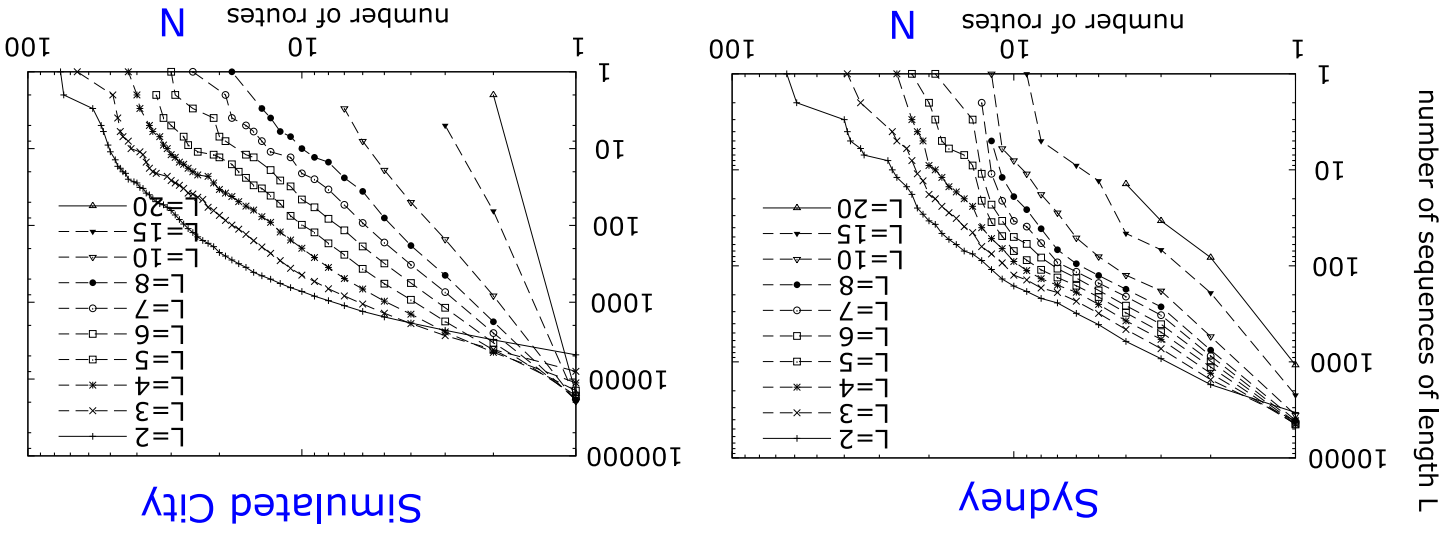 Sydney
number of sequences of length L
10000
1000
100
10
1
L=2
L=3
L=4
L=5
L=6
L=7
L=8
L=10
L=15
L=20
1
10
100
number of routes
N
Simulated City
100000
10000
1000
100
10
1
L=2
L=3
L=4
L=5
L=6
L=7
L=8
L=10
L=15
L=20
1
10
100
number of routes
N